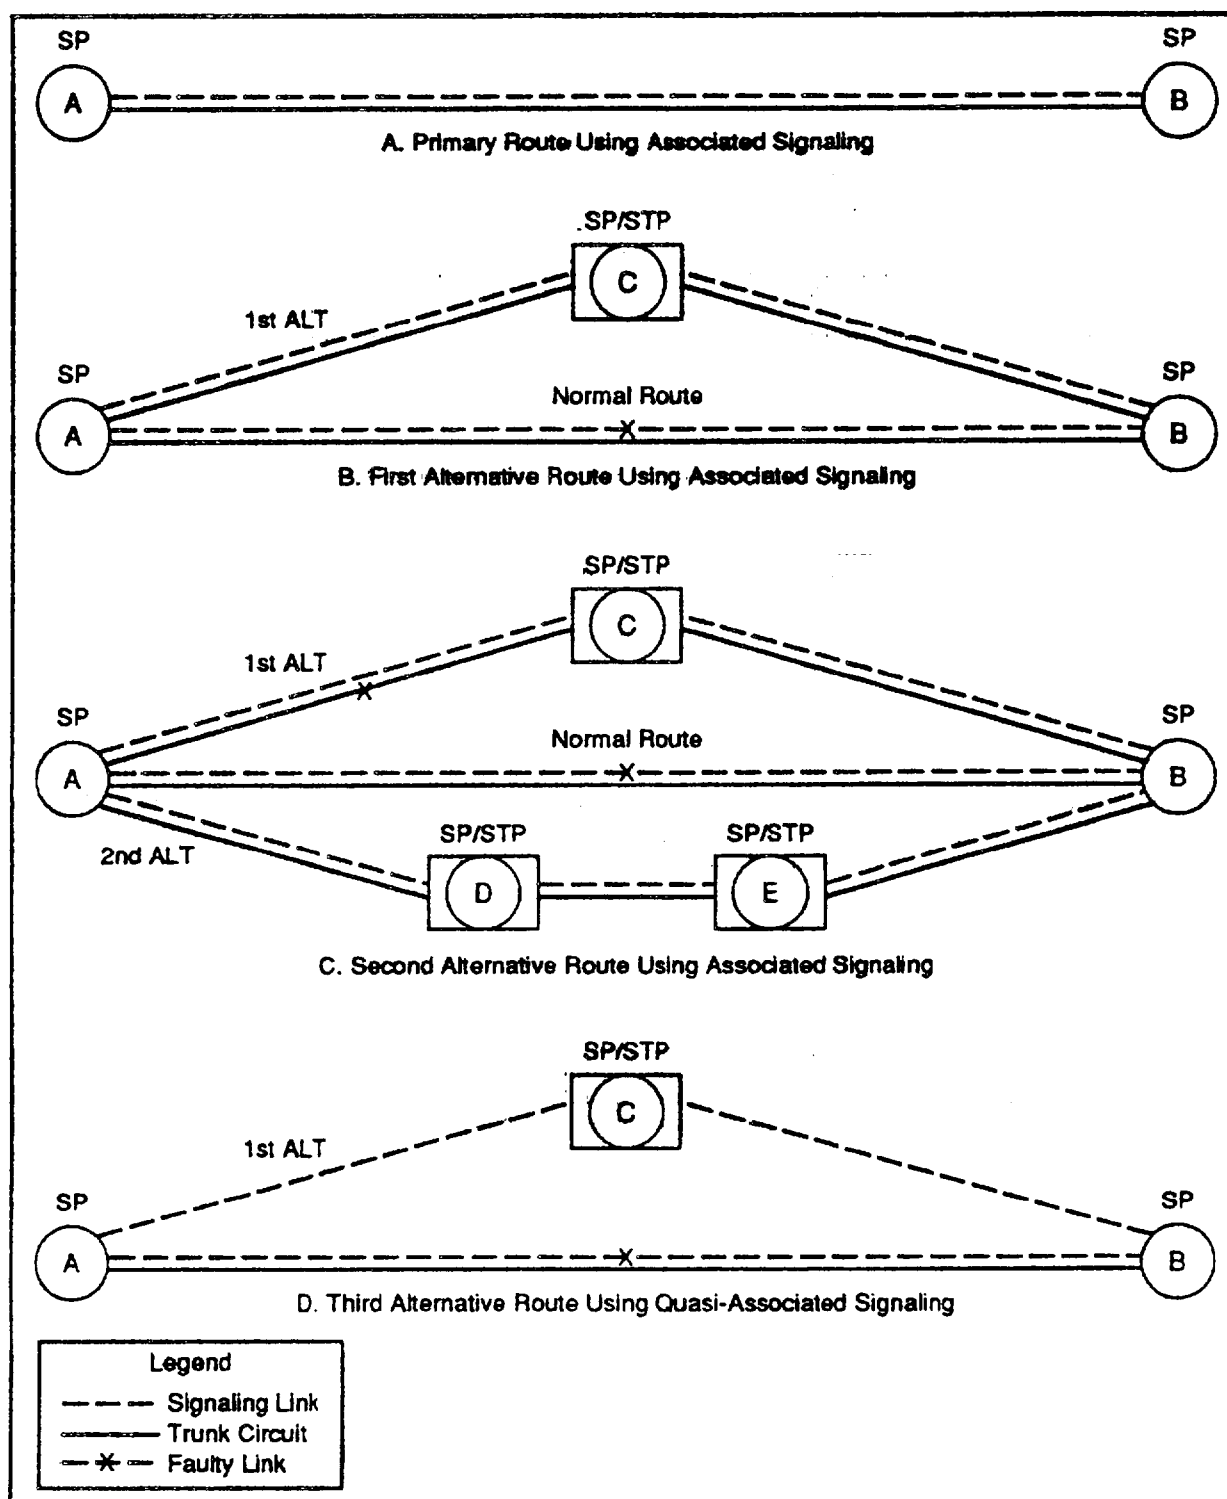 SP
SP
A
B
A. Primary Route Using Associated Signaling
SP/STP
C
1st ALT
SP
SP
Normal Route
A
B
B. First Alternative Route Using Associated Signaling
SP/STP
C
1st ALT
SP
SP
Normal Route
A
B
2nd ALT
SP/STP
SP/STP
D
E
C. Second Alternative Route Using Associated Signaling
SP/STP
C
1st ALT
SP
SP
A
B
D. Third Alternative Route Using Quasi-Associated Signaling
Legend
Signaling Link
Trunk Circuit
Faulty Link